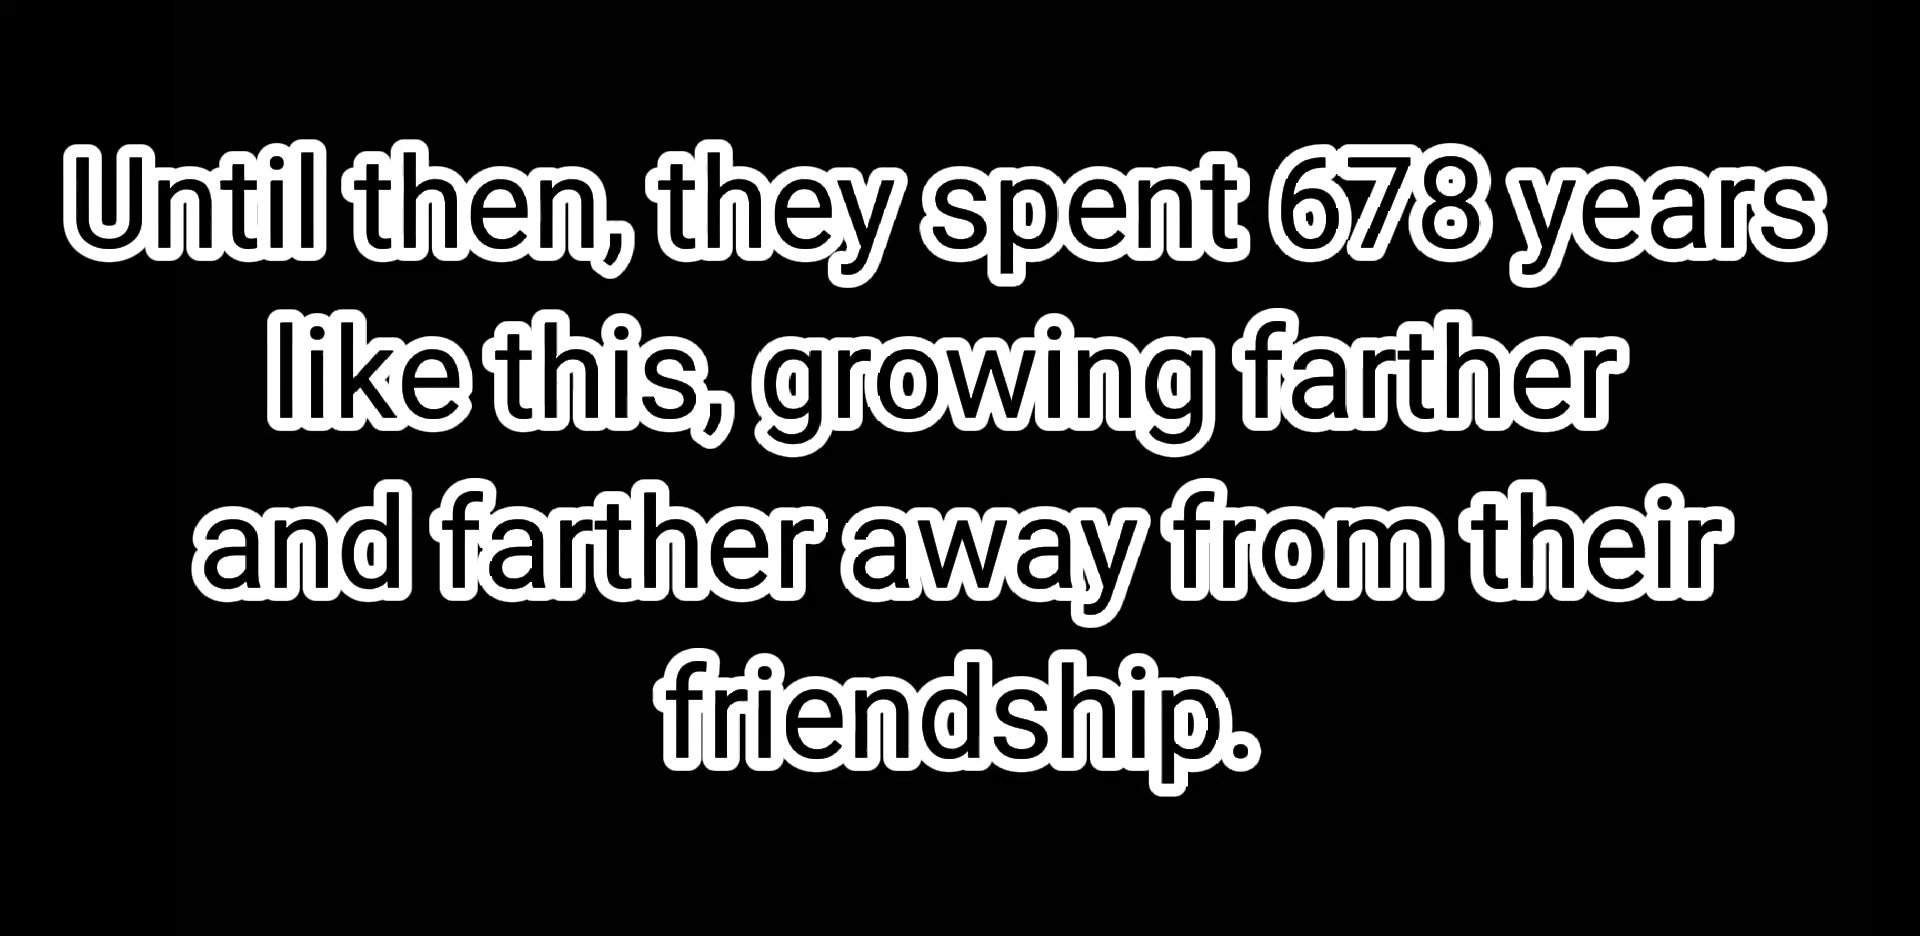 Until then, they spent 678 years
like this, growing farther
and farther away from their
friendship.